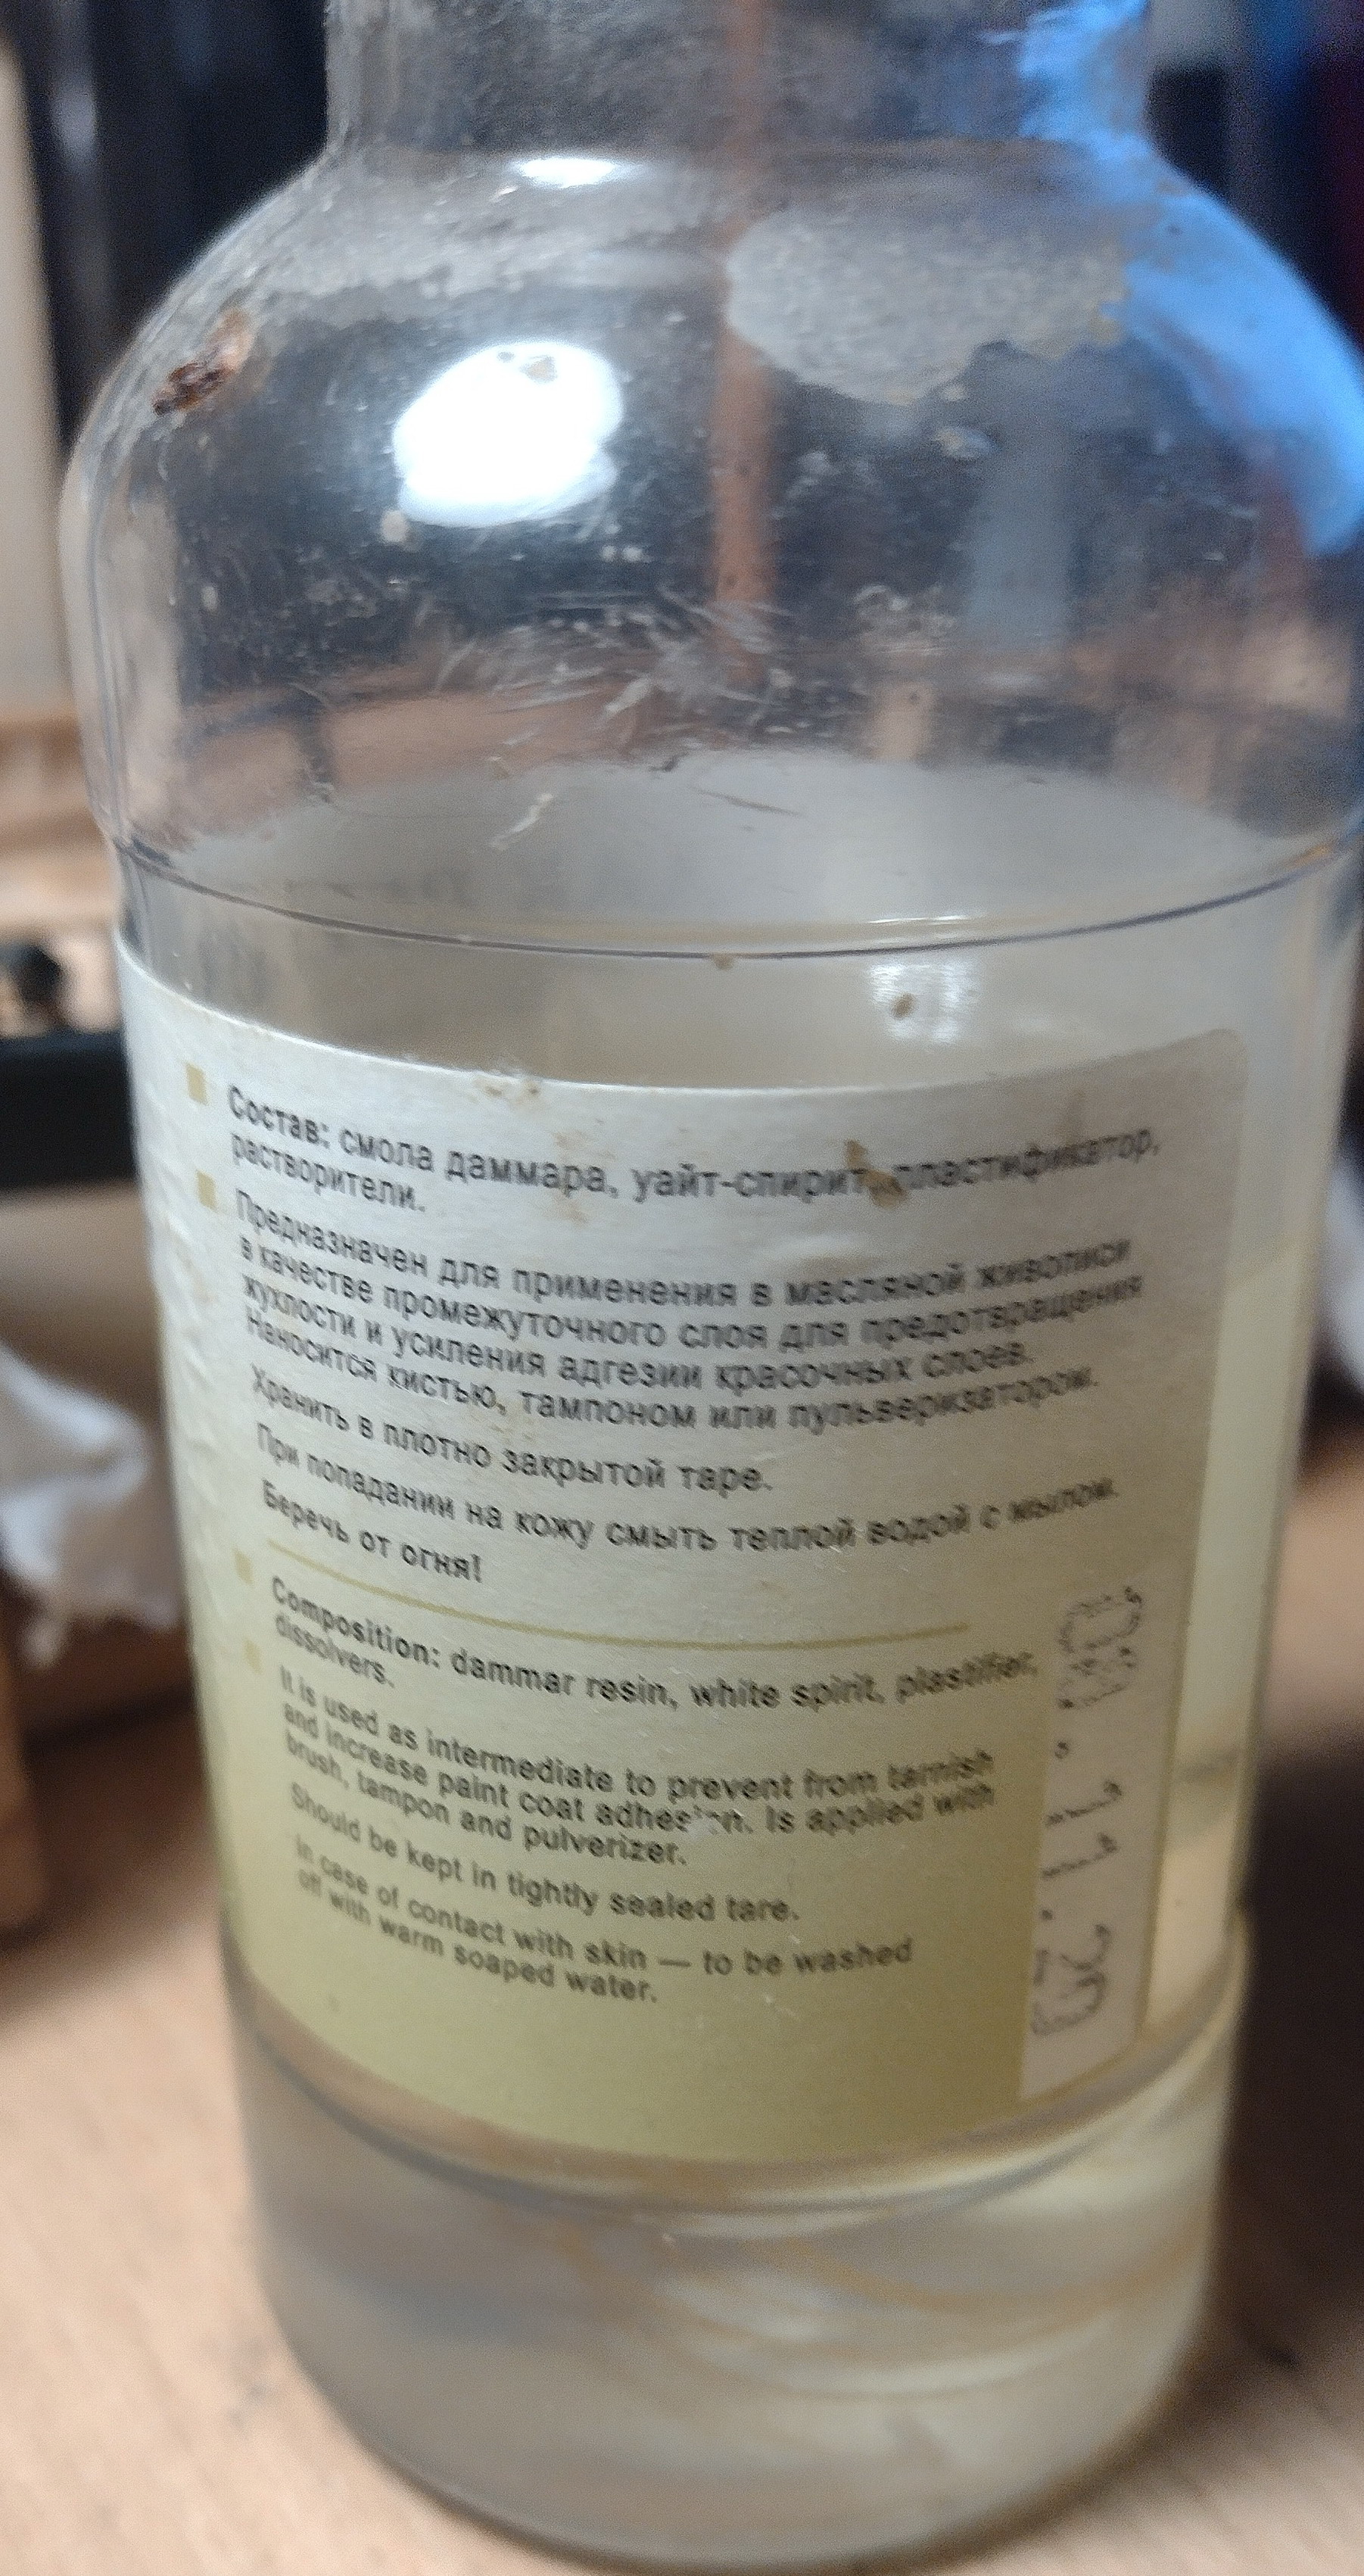 Состав: смола даммара, уайт-спирит, пластификатор,
растворители.
Предназначен для применения в масляной живописи
в качестве промежуточного слоя для предотвращения
жухлости и усиления адгезии красочных слоев.
Наносится кистью, тампоном или пульверизатором.
Хранить в плотно закрытой таре.
При попадании на кожу смыть теплой водой с мылом.
Беречь от огня!
Composition: dammar resin, white spirit, plastifier,
dissolvers.
It is used as intermediate to prevent from tarnish
and increase paint coat adhesion. Is applied with
brush, tampon and pulverizer.
Should be kept in tightly sealed tare.
In case of contact with skin — to be washed
off with warm soaped water.